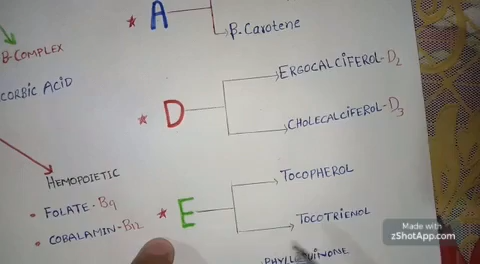 A
β.Carotene
B-COMPLEX
ERGOCALCIFEROL-D2
CORBIC ACID
D
CHOLECALCIFEROL-D3
HEMOPOIETIC
TOCOPHEROL
FOLATE-B9
E
TOCOTRIENOL
COBALAMIN-B12
Made with
zShotApp.com